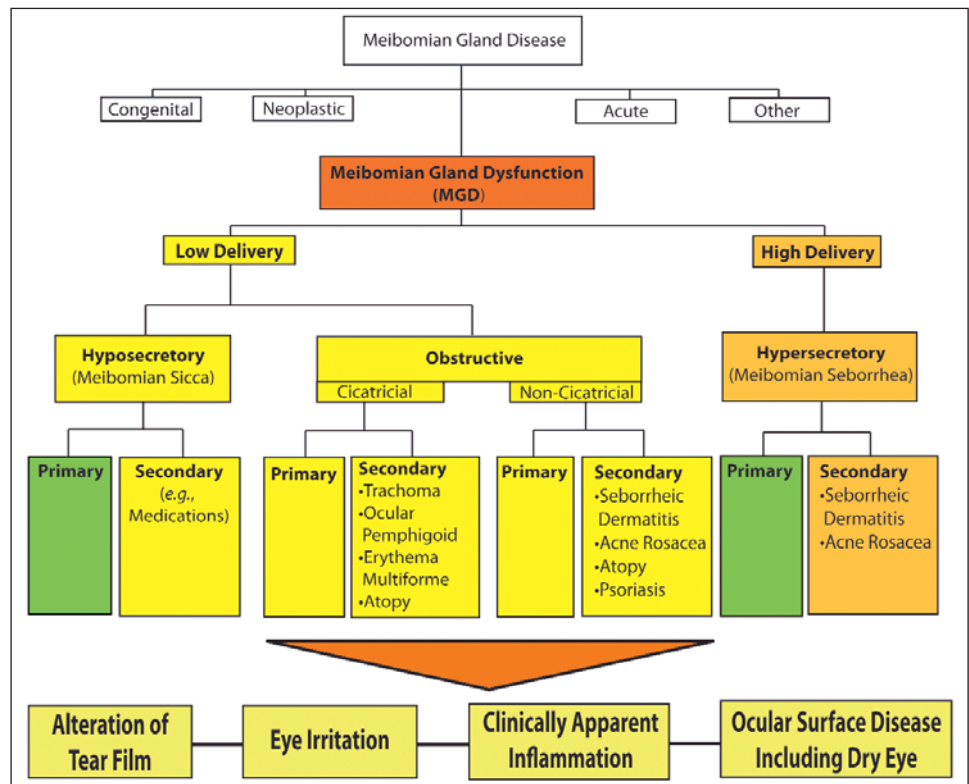 Meibomian Gland Disease
Congenital
Neoplastic
Acute
Other
Meibomian Gland Dysfunction
(MGD)
Low Delivery
High Delivery
Hyposecretory
(Meibomian Sicca)
Obstructive
Cicatricial
Non-Cicatricial
Hypersecretory
(Meibomian Seborrhea)
Primary
Secondary
(e.g.,
Medications)
Primary
Secondary
•Trachoma
•Ocular
Pemphigoid
•Erythema
Multiforme
•Atopy
Primary
Secondary
•Seborrheic
Dermatitis
•Acne Rosacea
•Atopy
•Psoriasis
Primary
Secondary
•Seborrheic
Dermatitis
•Acne Rosacea
Alteration of
Tear Film
Eye Irritation
Clinically Apparent
Inflammation
Ocular Surface Disease
Including Dry Eye